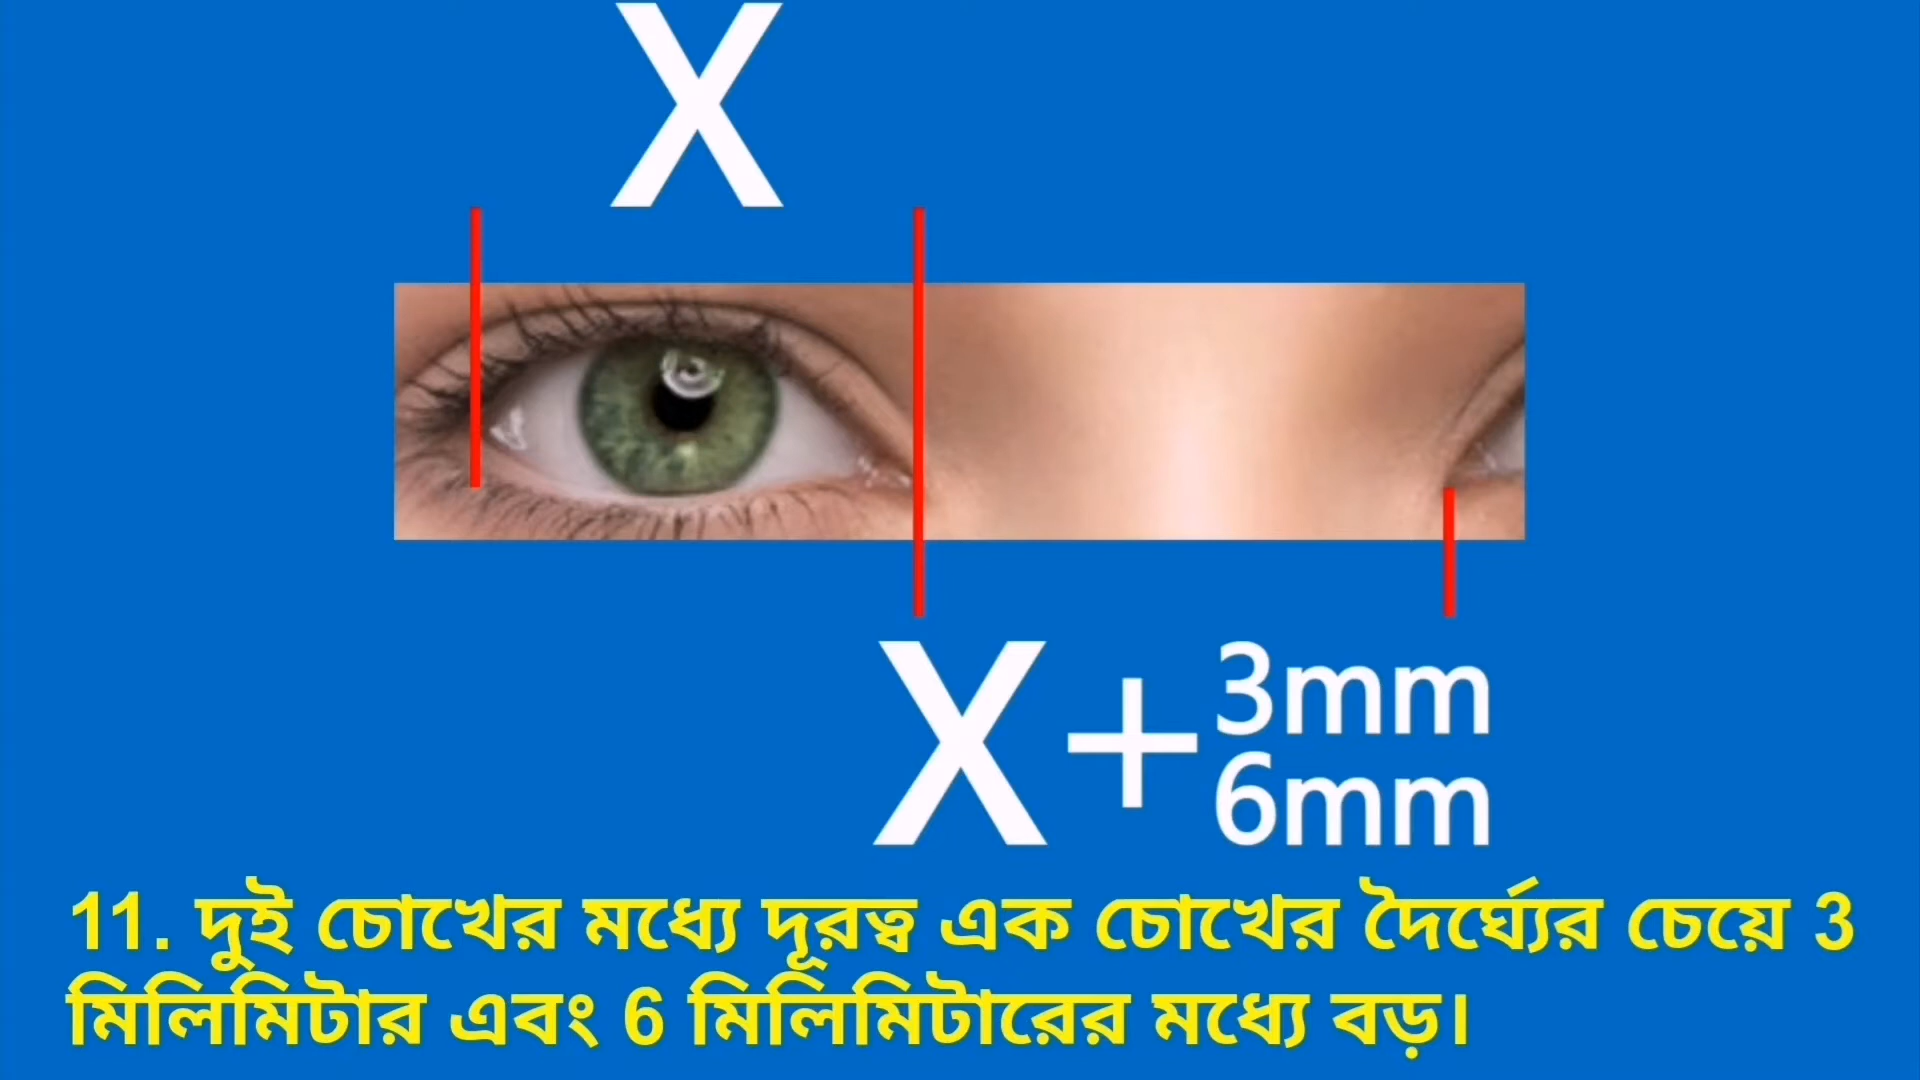 X
X+3mm
6mm
11. দুই চোখের মধ্যে দূরত্ব এক চোখের দৈর্ঘ্যের চেয়ে 3
মিলিমিটার এবং 6 মিলিমিটারের মধ্যে বড়।